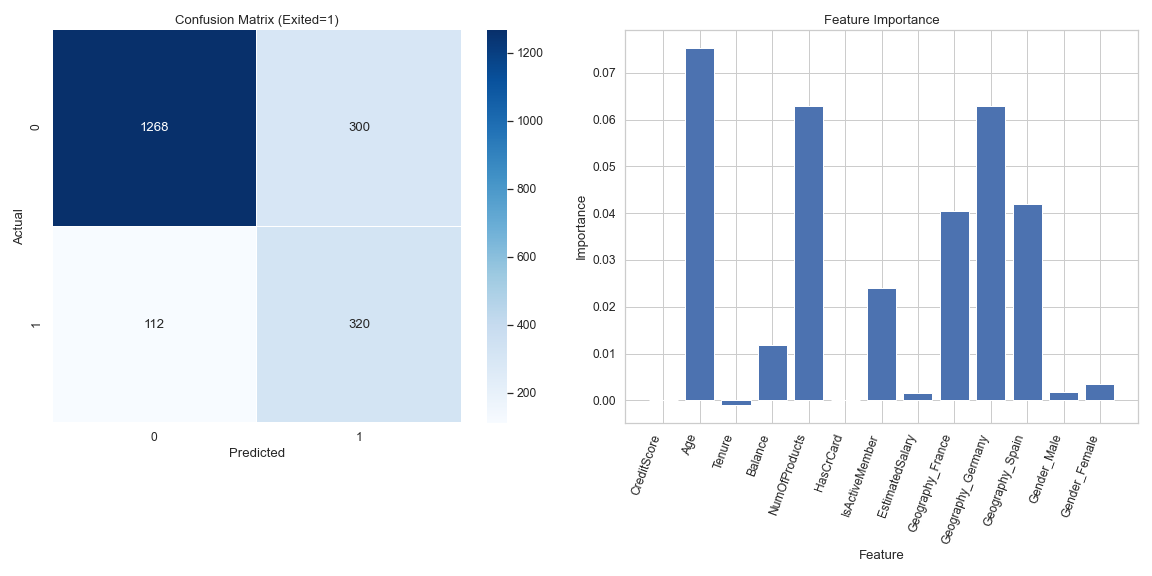 Confusion Matrix (Exited=1)
1268
300
112
320
0
1
Actual
0
1
Predicted
1200
1000
800
600
400
200
Feature Importance
0.07
0.06
0.05
0.04
0.03
0.02
0.01
0.00
Importance
CreditScore
Age
Tenure
Balance
NumOfProducts
HasCrCard
IsActiveMember
EstimatedSalary
Geography_France
Geography_Germany
Geography_Spain
Gender_Male
Gender_Female
Feature